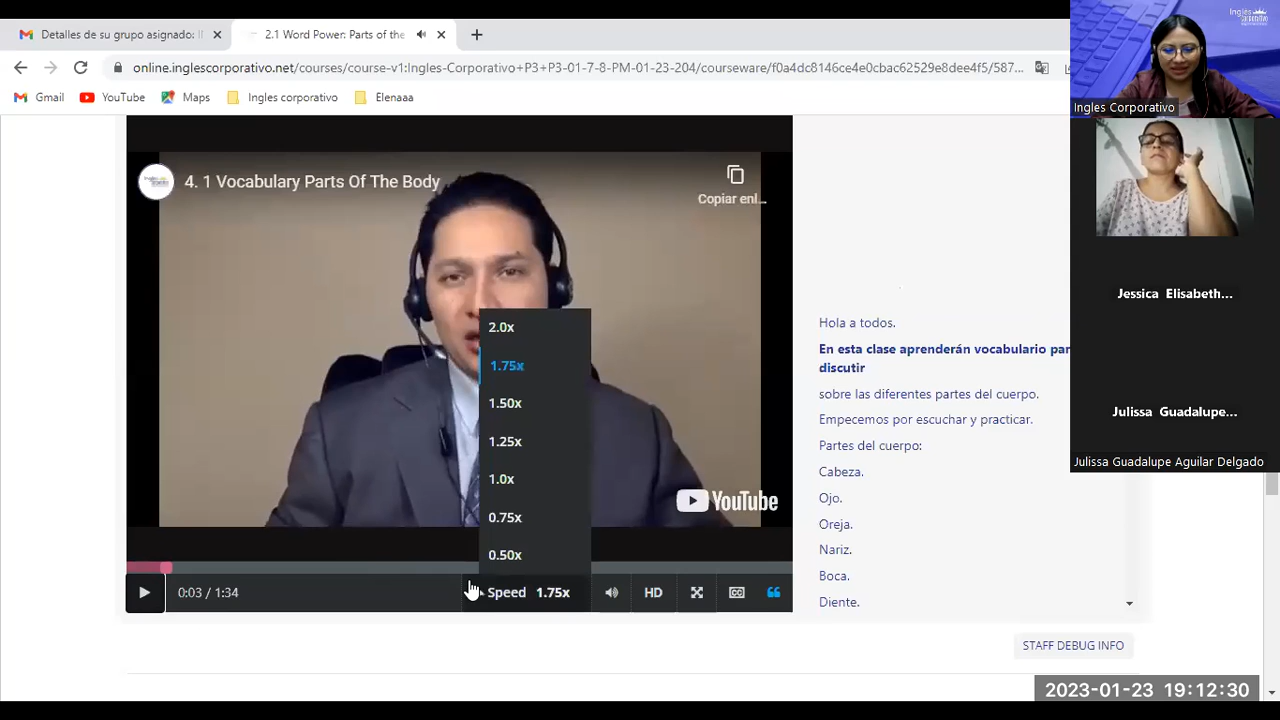 Detalles de su grupo asignado: I
2.1 Word Power: Parts of the
online.inglescorporativo.net/courses/course-v1:Ingles-Corporativo+P3+P3-01-7-8-PM-01-23-204/courseware/f0a4dc8146ce4e0cbac62529e8dee4f5/587...
Gmail
YouTube
Maps
Ingles corporativo
Elenaaa
Ingles Corporativo
4. 1 Vocabulary Parts Of The Body
Copiar enl...
2.0x
1.75x
1.50x
1.25x
1.0x
0.75x
0.50x
YouTube
0:03 / 1:34
Speed 1.75x
HD
CC
Hola a todos.
En esta clase aprenderán vocabulario par
discutir
sobre las diferentes partes del cuerpo.
Empecemos por escuchar y practicar.
Partes del cuerpo:
Cabeza.
Ojo.
Oreja.
Nariz.
Boca.
Diente.
Jessica Elisabeth...
Julissa Guadalupe...
Julissa Guadalupe Aguilar Delgado
STAFF DEBUG INFO
2023-01-23 19:12:30